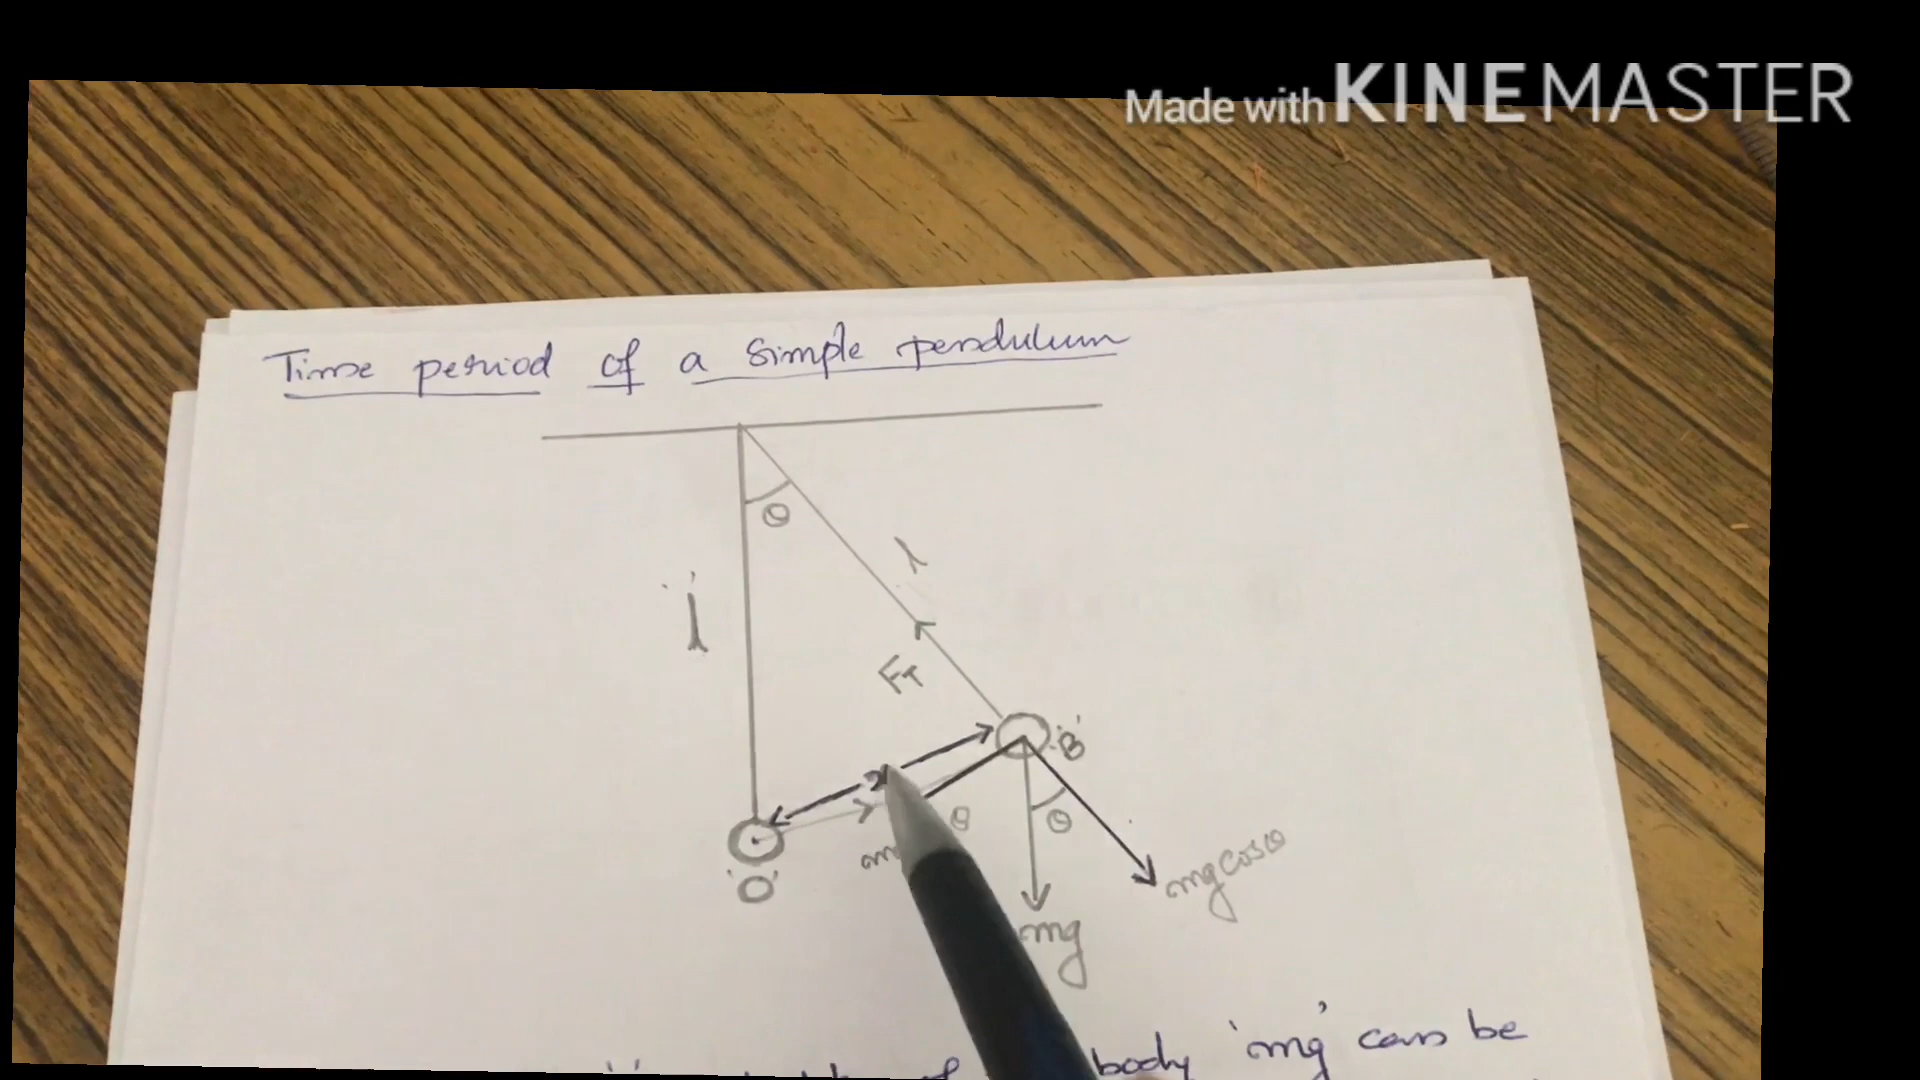 Made with KINEMASTER
Time period of a simple pendulum
θ
l
l
FT
'B'
x
θ
θ
'O'
mg cosθ
mg
body 'mg' can be